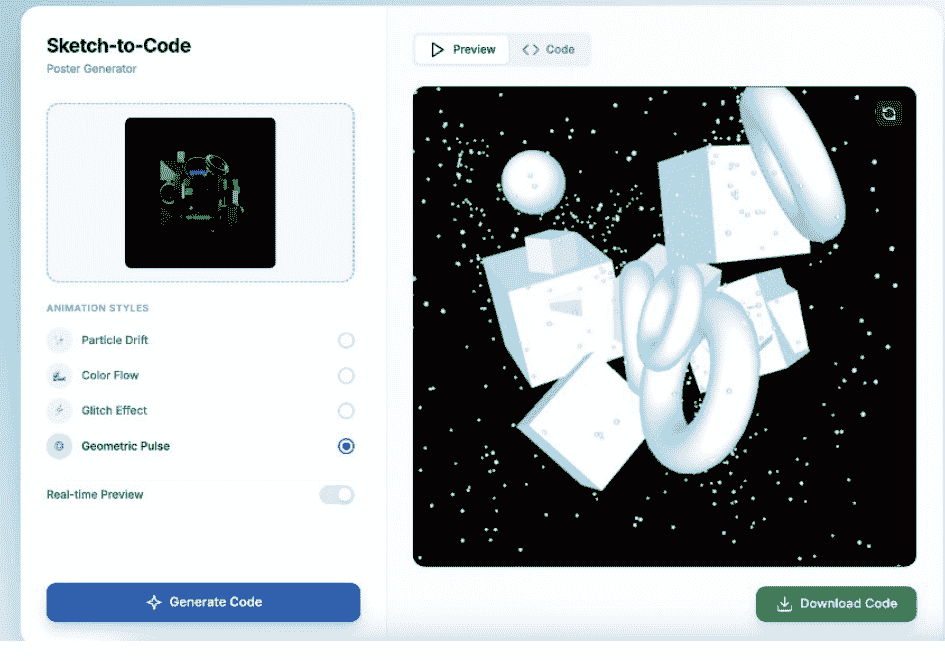 Sketch-to-Code
Poster Generator
ANIMATION STYLES
Particle Drift
Color Flow
Glitch Effect
Geometric Pulse
Real-time Preview
Generate Code
Preview
Code
Download Code